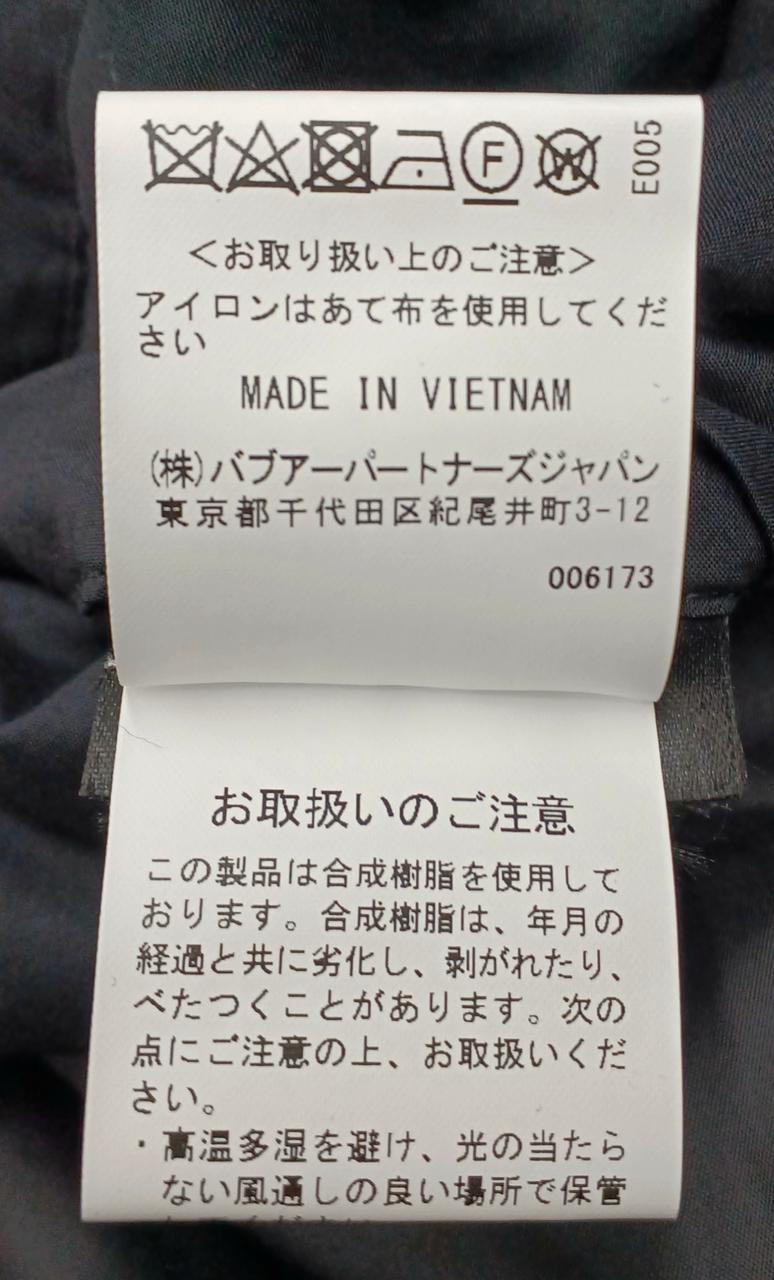 F W E005
<お取り扱い上のご注意>
アイロンはあて布を使用してくだ
さい
MADE IN VIETNAM
(株)バブアーパートナーズジャパン
東京都千代田区紀尾井町3-12
006173
お取扱いのご注意
この製品は合成樹脂を使用して
おります。合成樹脂は、年月の
経過と共に劣化し、剥がれたり、
べたつくことがあります。次の
点にご注意の上、お取扱いくだ
さい。
・高温多湿を避け、光の当たら
ない風通しの良い場所で保管